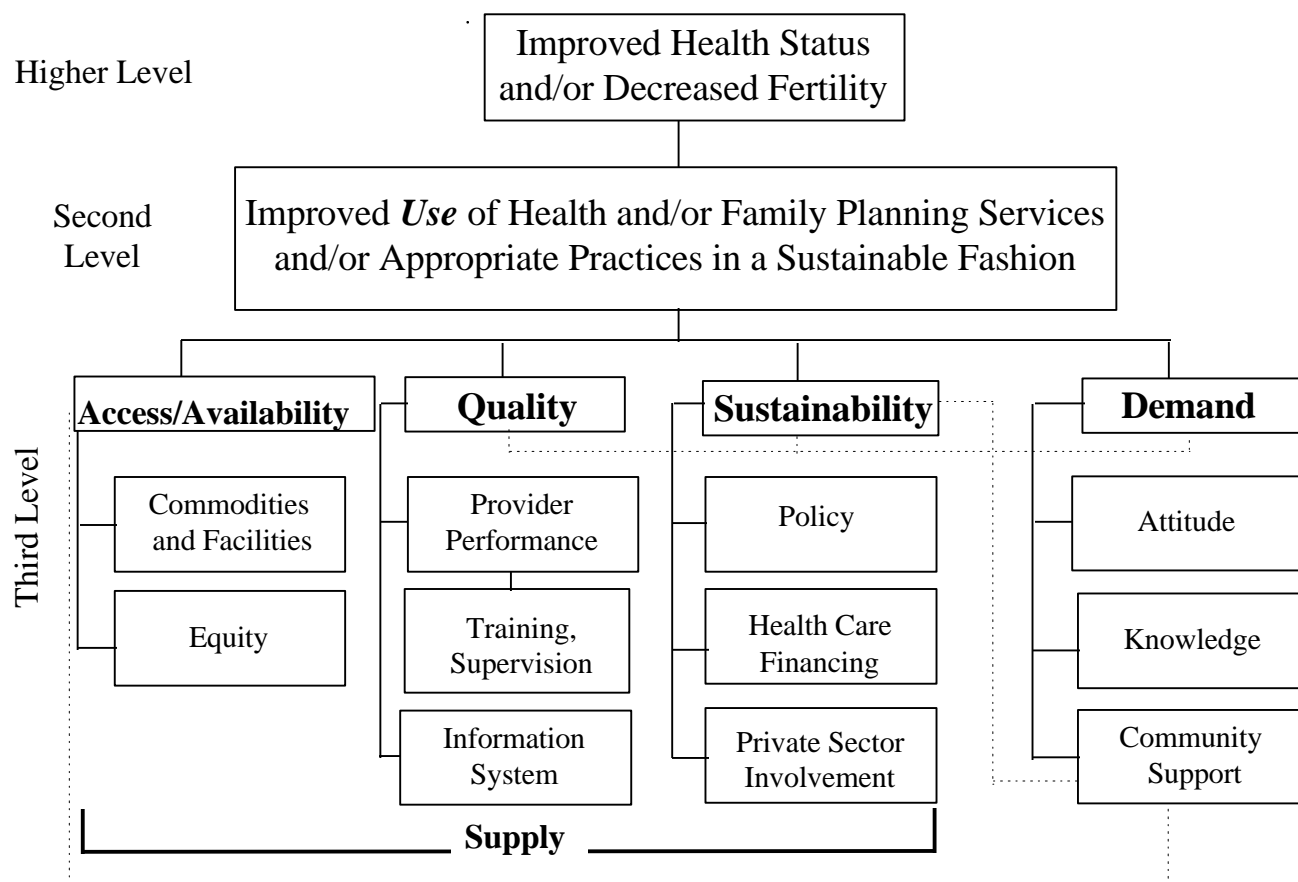 Higher Level
Improved Health Status
and/or Decreased Fertility
Second
Level
Improved Use of Health and/or Family Planning Services
and/or Appropriate Practices in a Sustainable Fashion
Third Level
Access/Availability
Commodities
and Facilities
Equity
Quality
Provider
Performance
Training,
Supervision
Information
System
Sustainability
Policy
Health Care
Financing
Private Sector
Involvement
Supply
Demand
Attitude
Knowledge
Community
Support